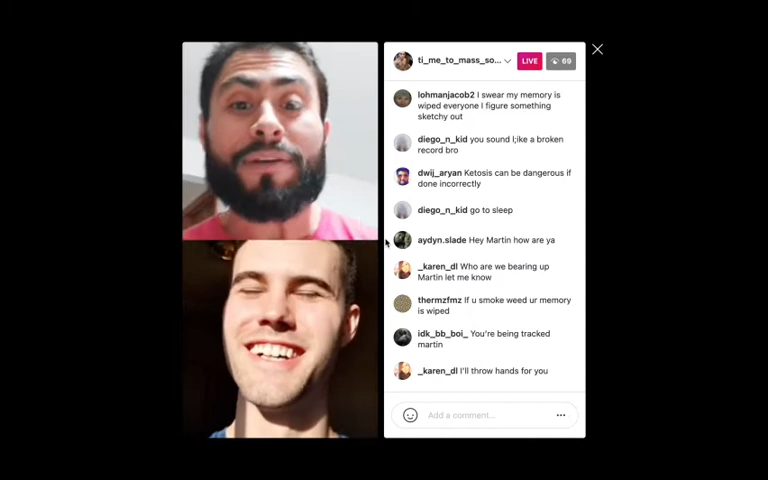 ti_me_to_mass_so...
LIVE
69
lohmanjacob2 I swear my memory is
wiped everyone I figure something
sketchy out
diego_n_kid you sound l;ike a broken
record bro
dwij_aryan Ketosis can be dangerous if
done incorrectly
diego_n_kid go to sleep
aydyn.slade Hey Martin how are ya
_karen_dl Who are we bearing up
Martin let me know
thermzfmz If u smoke weed ur memory
is wiped
idk_bb_boi_ You're being tracked
martin
_karen_dl I'll throw hands for you
Add a comment...